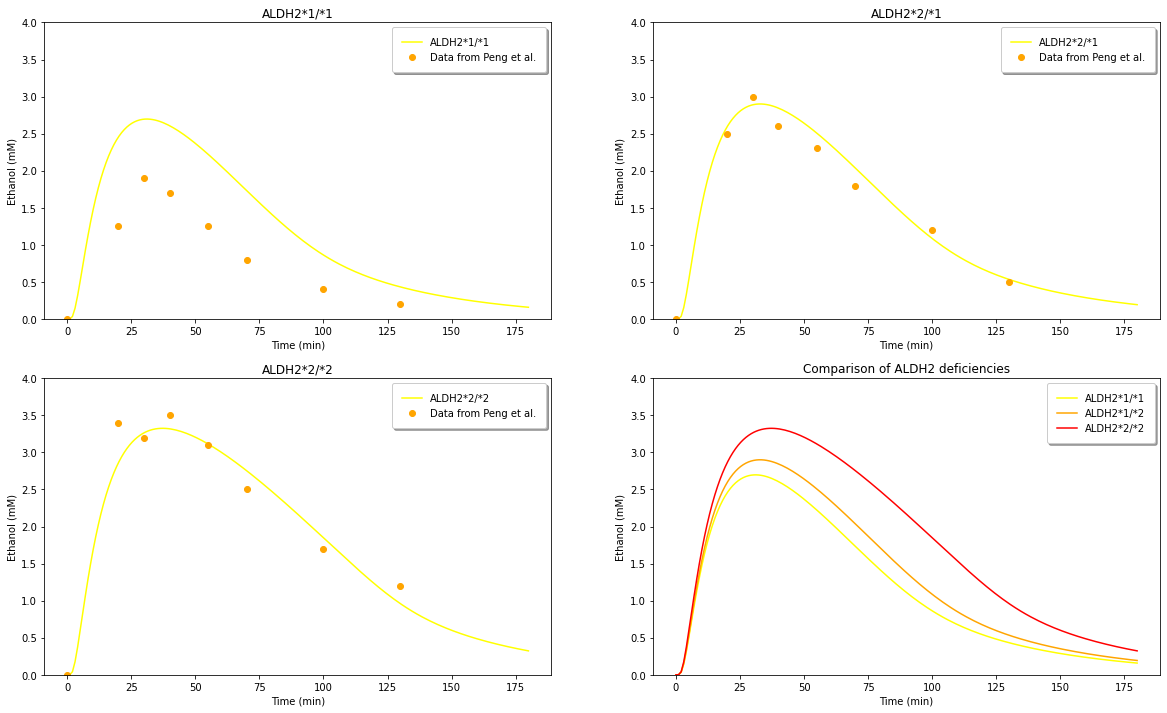 ALDH2*1/*1
4.0
3.5
3.0
2.5
2.0
1.5
1.0
0.5
0.0
Ethanol (mM)
ALDH2*1/*1
Data from Peng et al.
0 25 50 75 100 125 150 175
Time (min)
ALDH2*2/*1
4.0
3.5
3.0
2.5
2.0
1.5
1.0
0.5
0.0
Ethanol (mM)
ALDH2*2/*1
Data from Peng et al.
0 25 50 75 100 125 150 175
Time (min)
ALDH2*2/*2
4.0
3.5
3.0
2.5
2.0
1.5
1.0
0.5
0.0
Ethanol (mM)
ALDH2*2/*2
Data from Peng et al.
0 25 50 75 100 125 150 175
Time (min)
Comparison of ALDH2 deficiencies
4.0
3.5
3.0
2.5
2.0
1.5
1.0
0.5
0.0
Ethanol (mM)
ALDH2*1/*1
ALDH2*1/*2
ALDH2*2/*2
0 25 50 75 100 125 150 175
Time (min)